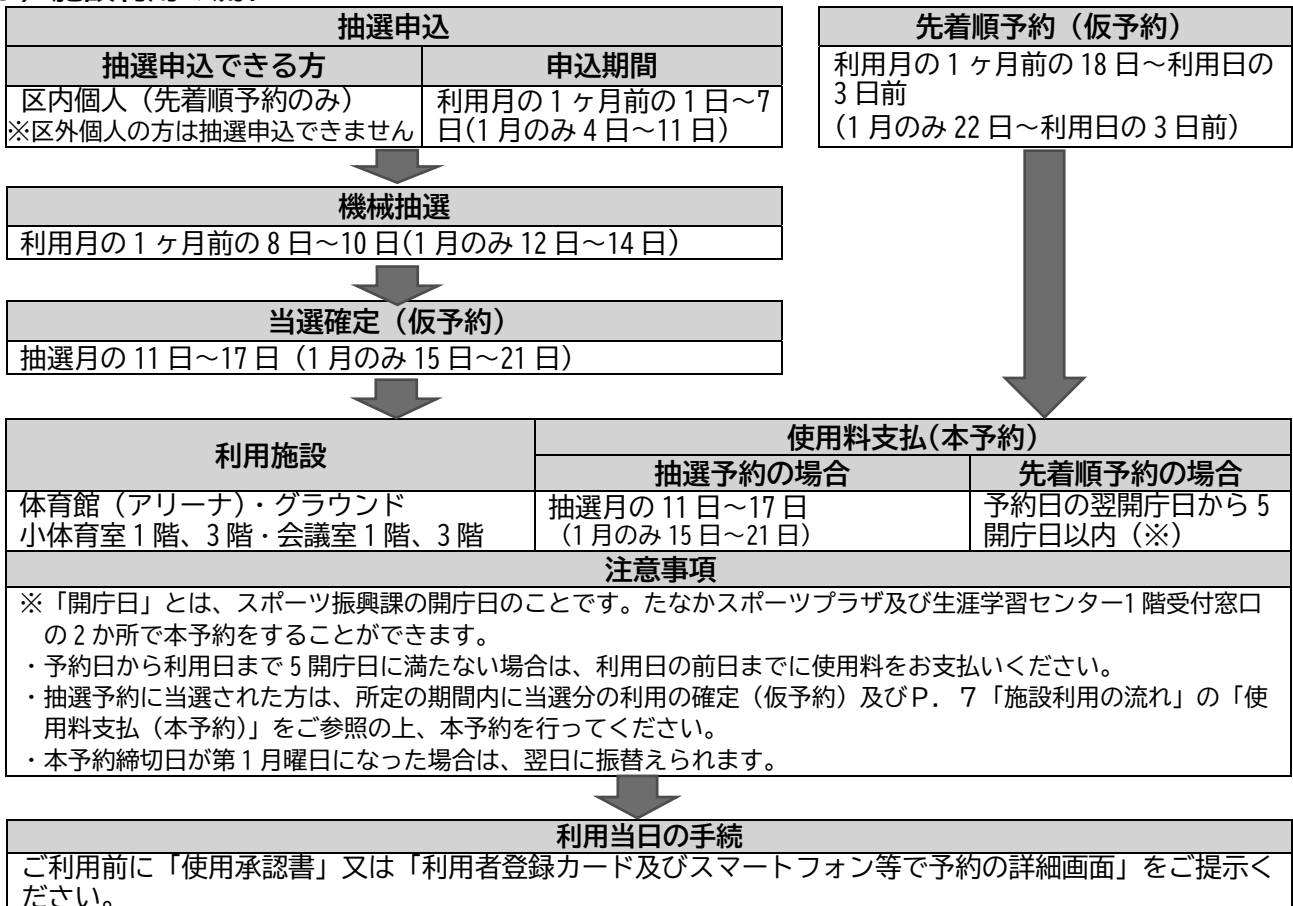 抽選申込
抽選申込できる方
申込期間
区内個人（先着順予約のみ）
※区外個人の方は抽選申込できません
利用月の1ヶ月前の1日～7
日(1月のみ4日～11日)
先着順予約（仮予約）
利用月の1ヶ月前の18日～利用日の
3日前
(1月のみ22日～利用日の3日前)
機械抽選
利用月の1ヶ月前の8日～10日(1月のみ12日～14日)
当選確定（仮予約）
抽選月の11日～17日（1月のみ15日～21日）
利用施設
使用料支払(本予約)
抽選予約の場合
先着順予約の場合
体育館（アリーナ）・グラウンド
小体育室1階、3階・会議室1階、3階
抽選月の11日～17日
（1月のみ15日～21日）
予約日の翌開庁日から5
開庁日以内（※）
注意事項
※「開庁日」とは、スポーツ振興課の開庁日のことです。たなかスポーツプラザ及び生涯学習センター1階受付窓口
の2か所で本予約をすることができます。
・予約日から利用日まで5開庁日に満たない場合は、利用日の前日までに使用料をお支払いください。
・抽選予約に当選された方は、所定の期間内に当選分の利用の確定（仮予約）及びP．7「施設利用の流れ」の「使
用料支払（本予約）」をご参照の上、本予約を行ってください。
・本予約締切日が第1月曜日になった場合は、翌日に振替えられます。
利用当日の手続
ご利用前に「使用承認書」又は「利用者登録カード及びスマートフォン等で予約の詳細画面」をご提示く
ださい。